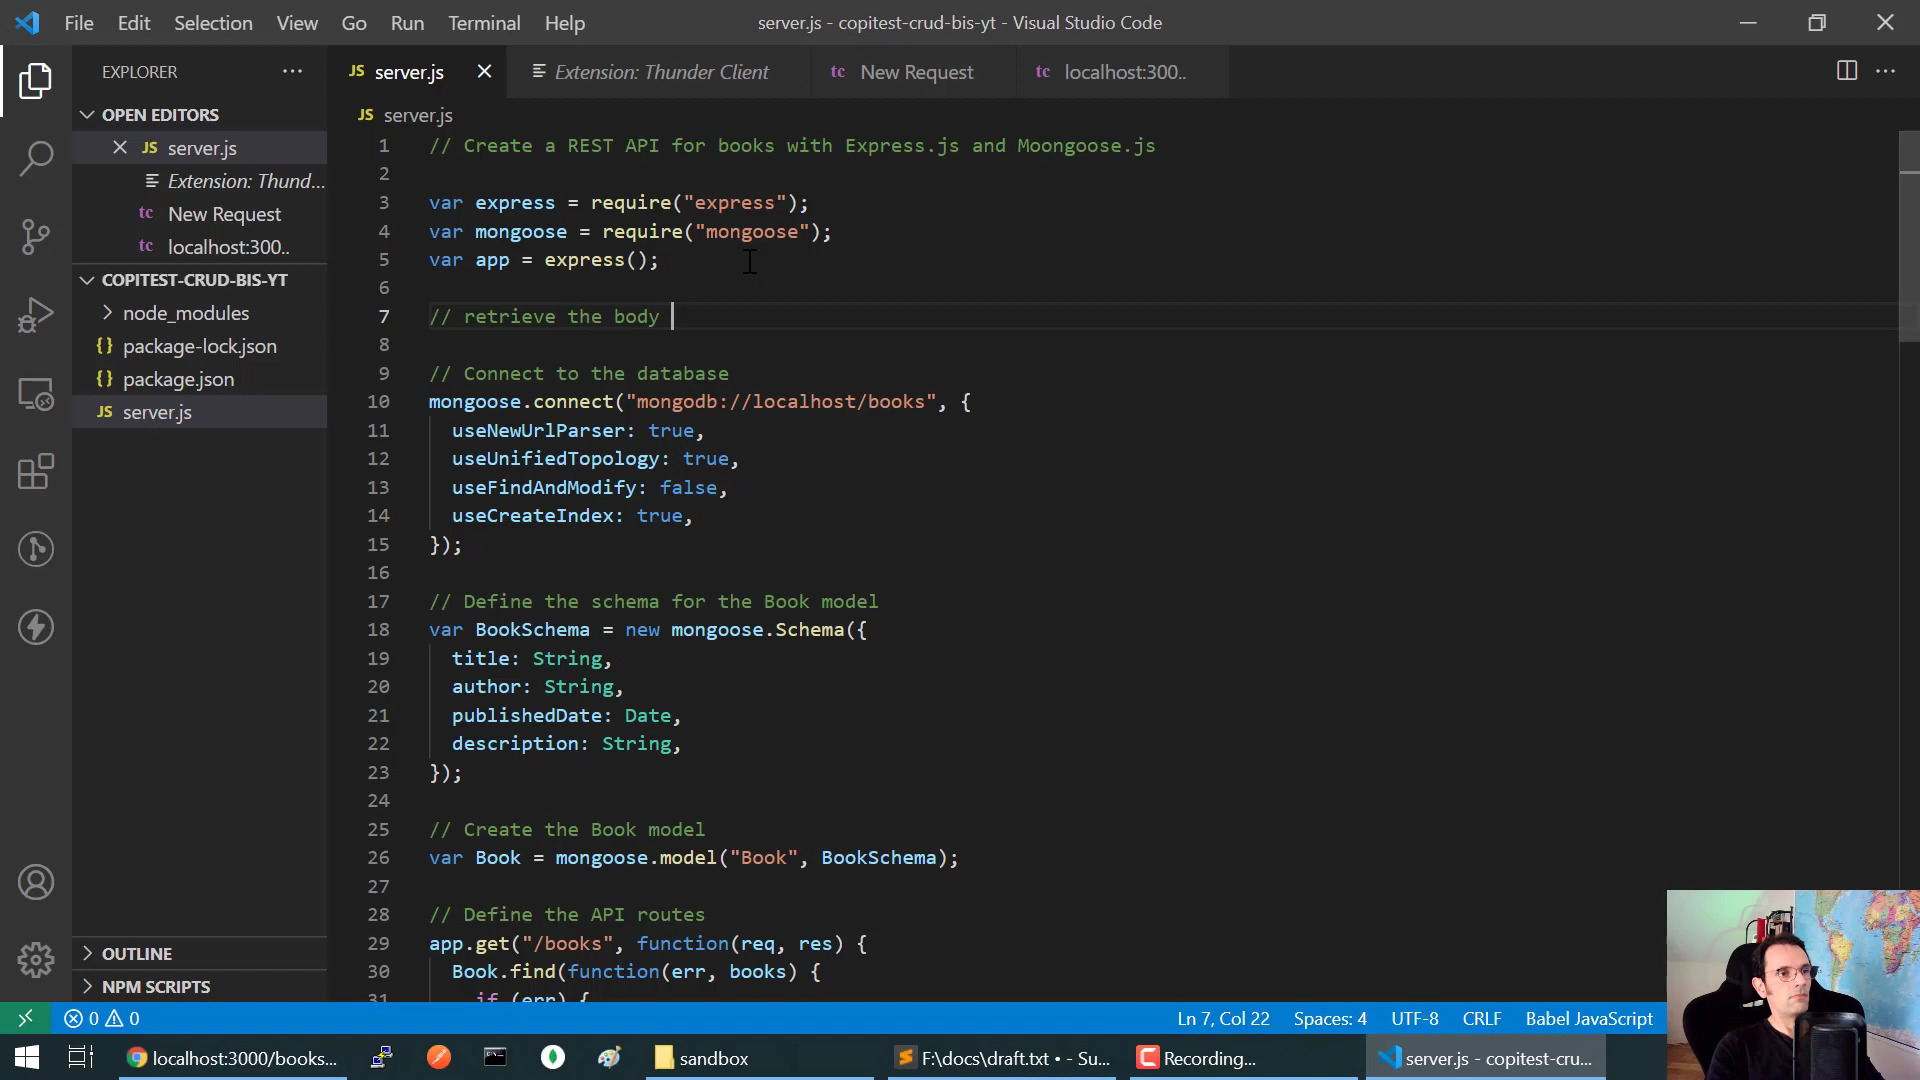 File Edit Selection View Go Run Terminal Help
server.js - copitest-crud-bis-yt - Visual Studio Code
EXPLORER
OPEN EDITORS
JS server.js
Extension: Thund...
tc New Request
tc localhost:300..
COPITEST-CRUD-BIS-YT
node_modules
{} package-lock.json
{} package.json
JS server.js
OUTLINE
NPM SCRIPTS
JS server.js
Extension: Thunder Client
tc New Request
tc localhost:300..
JS server.js
1 // Create a REST API for books with Express.js and Moongoose.js
2
3 var express = require("express");
4 var mongoose = require("mongoose");
5 var app = express();
6
7 // retrieve the body
8
9 // Connect to the database
10 mongoose.connect("mongodb://localhost/books", {
11 useNewUrlParser: true,
12 useUnifiedTopology: true,
13 useFindAndModify: false,
14 useCreateIndex: true,
15 });
16
17 // Define the schema for the Book model
18 var BookSchema = new mongoose.Schema({
19 title: String,
20 author: String,
21 publishedDate: Date,
22 description: String,
23 });
24
25 // Create the Book model
26 var Book = mongoose.model("Book", BookSchema);
27
28 // Define the API routes
29 app.get("/books", function(req, res) {
30 Book.find(function(err, books) {
31 if (err) {
0 0
Ln 7, Col 22 Spaces: 4 UTF-8 CRLF Babel JavaScript
localhost:3000/books...
sandbox
F:\docs\draft.txt • - Su...
Recording...
server.js - copitest-cru...